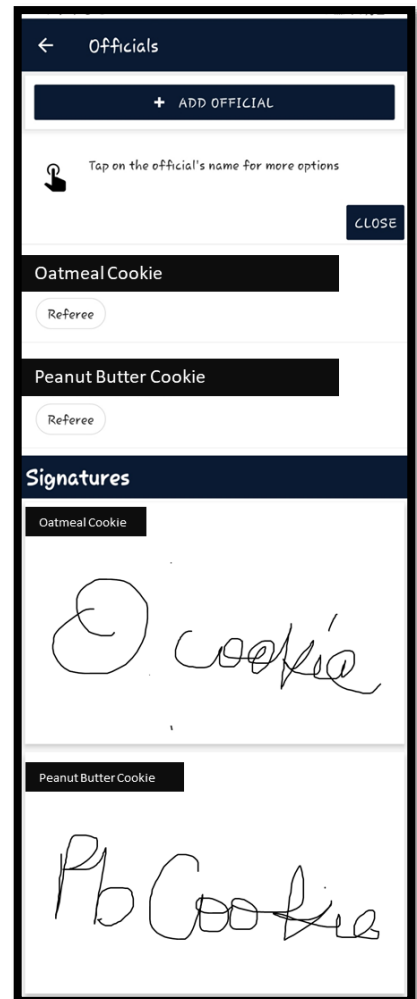 Officials
+ ADD OFFICIAL
Tap on the official's name for more options
CLOSE
Oatmeal Cookie
Referee
Peanut Butter Cookie
Referee
Signatures
Oatmeal Cookie
O cookie
Peanut Butter Cookie
Pb Cookie